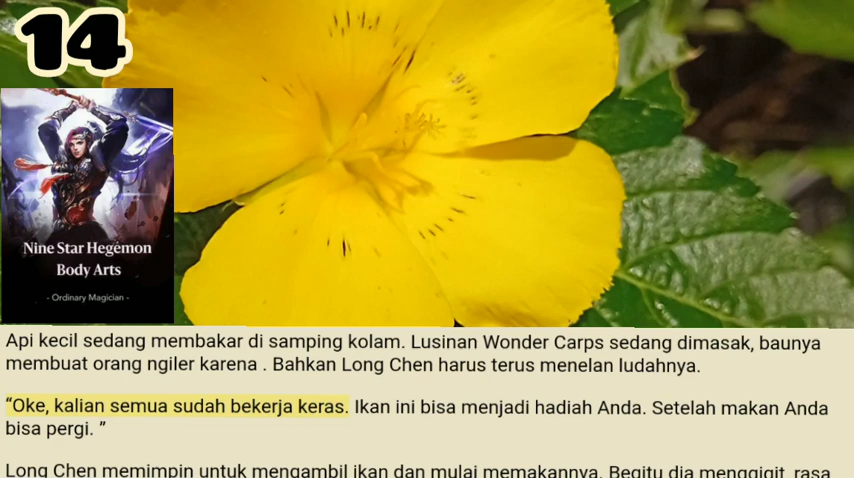 14
Nine Star Hegemon
Body Arts
- Ordinary Magician -
Api kecil sedang membakar di samping kolam. Lusinan Wonder Carps sedang dimasak, baunya
membuat orang ngiler karena . Bahkan Long Chen harus terus menelan ludahnya.
“Oke, kalian semua sudah bekerja keras. Ikan ini bisa menjadi hadiah Anda. Setelah makan Anda
bisa pergi. ”
Long Chen memimpin untuk mengambil ikan dan mulai memakannya. Begitu dia menggigit, rasa